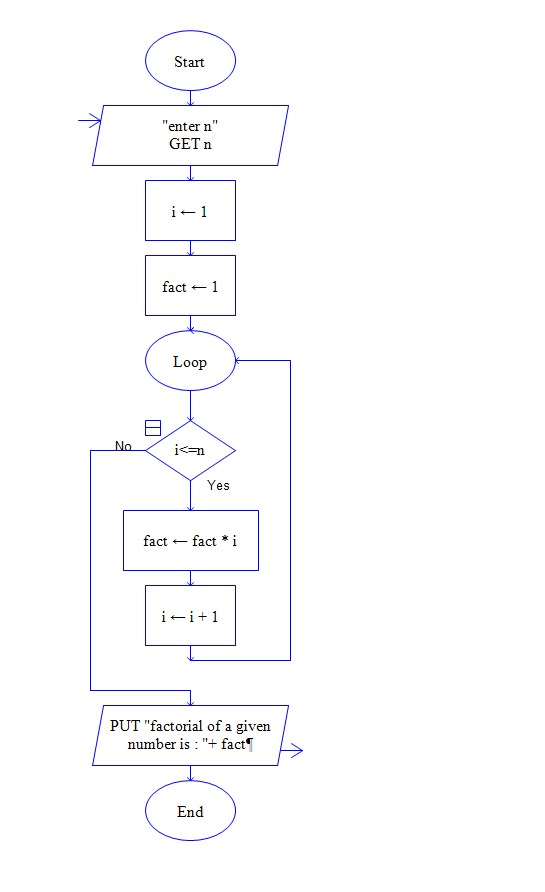 Start
"enter n"
GET n
i ← 1
fact ← 1
Loop
No
i<=n
Yes
fact ← fact * i
i ← i + 1
PUT "factorial of a given
number is : "+ fact¶
End